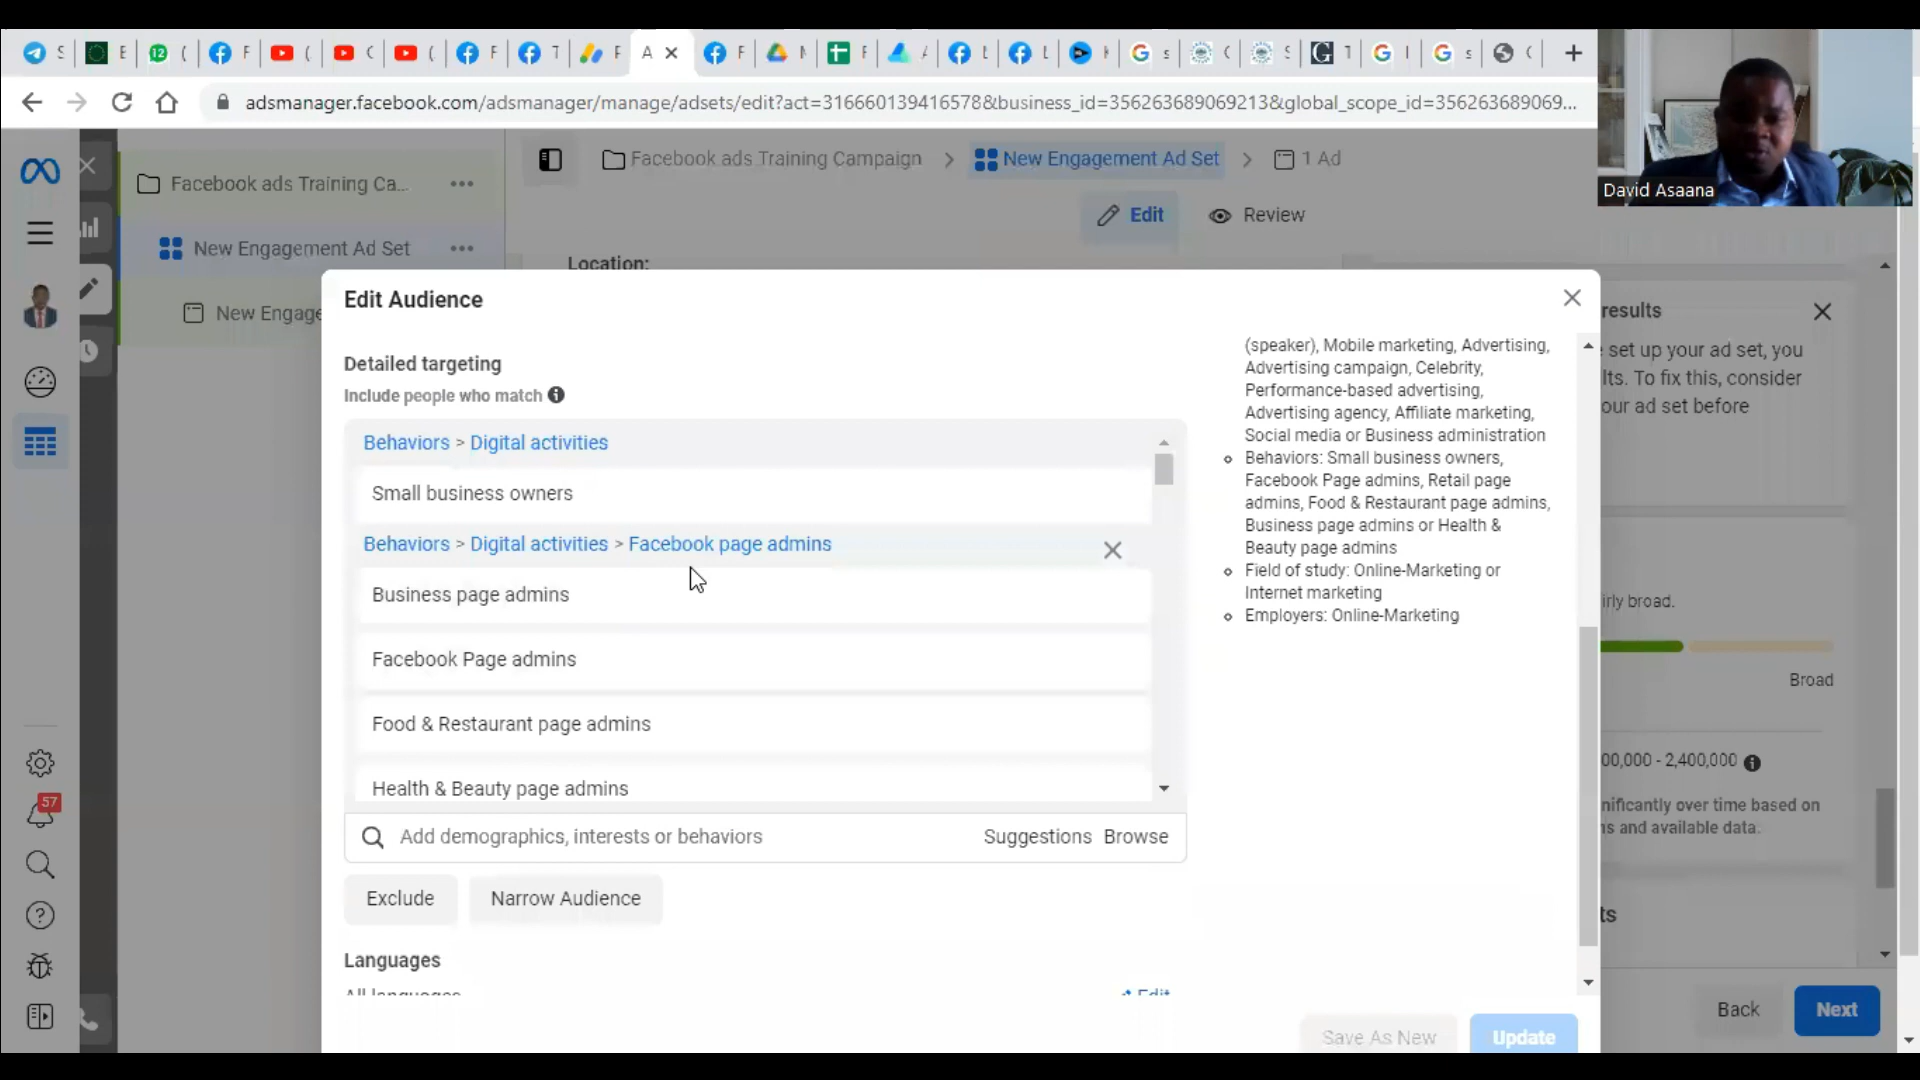 adsmanager.facebook.com/adsmanager/manage/adsets/edit?act=316660139416578&business_id=356263689069213&global_scope_id=356263689069...
David Asaana
Facebook ads Training Ca...
Facebook ads Training Campaign
New Engagement Ad Set
1 Ad
Edit
Review
New Engagement Ad Set
New Engage
Location:
Edit Audience
Detailed targeting
Include people who match
Behaviors > Digital activities
Small business owners
Behaviors > Digital activities > Facebook page admins
Business page admins
Facebook Page admins
Food & Restaurant page admins
Health & Beauty page admins
Add demographics, interests or behaviors
Suggestions
Browse
Exclude
Narrow Audience
Languages
All languages
Edit
(speaker), Mobile marketing, Advertising,
Advertising campaign, Celebrity,
Performance-based advertising,
Advertising agency, Affiliate marketing,
Social media or Business administration
Behaviors: Small business owners,
Facebook Page admins, Retail page
admins, Food & Restaurant page admins,
Business page admins or Health &
Beauty page admins
Field of study: Online-Marketing or
Internet marketing
Employers: Online-Marketing
Save As New
Update
results
set up your ad set, you
lts. To fix this, consider
our ad set before
irly broad.
Broad
00,000 - 2,400,000
nificantly over time based on
ns and available data.
ts
Back
Next
57
12